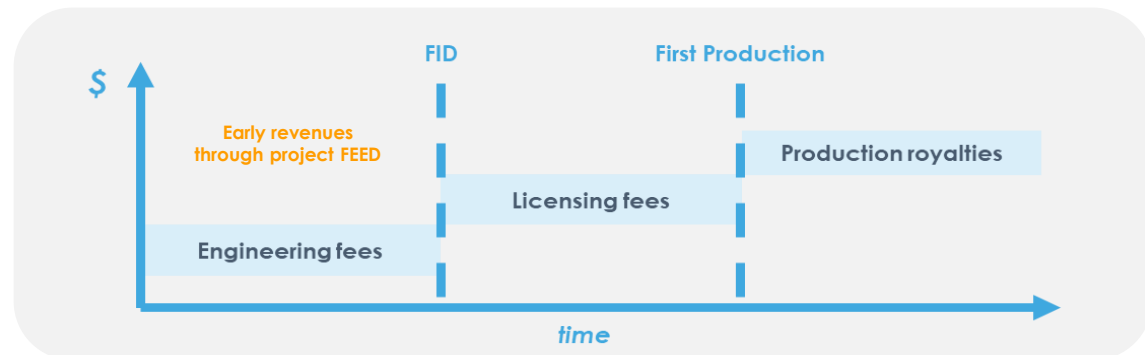 FID
First Production
$
Early revenues
through project FEED
Production royalties
Licensing fees
Engineering fees
time